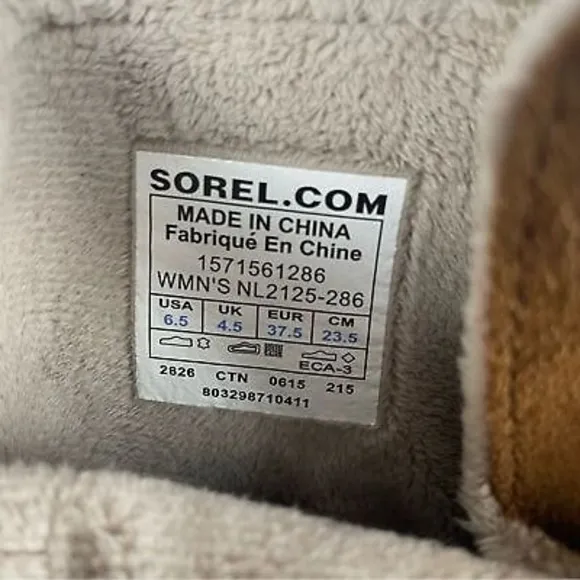 SOREL.COM
MADE IN CHINA
Fabriqué En Chine
1571561286
WMN'S NL2125-286
USA UK EUR CM
6.5 4.5 37.5 23.5
ECA-3
2826 CTN 0615 215
803298710411